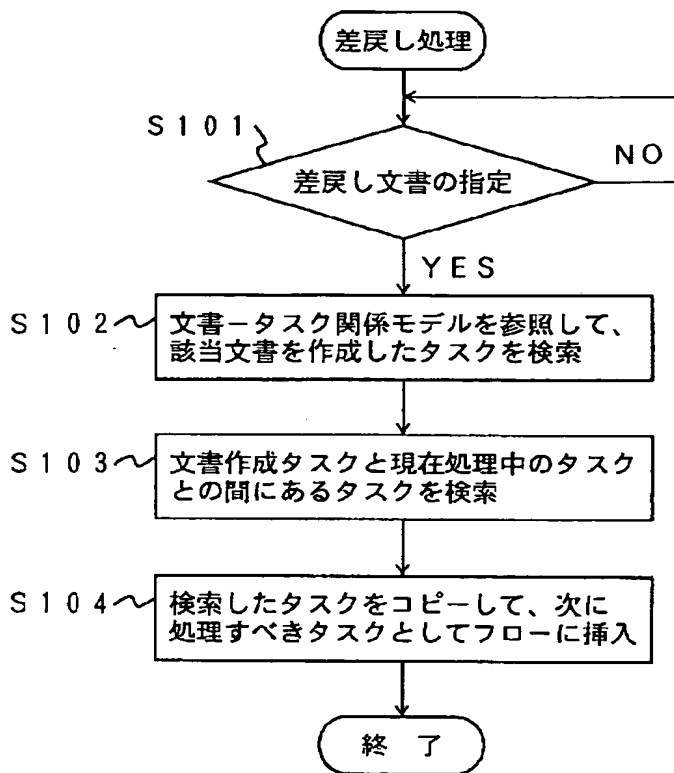 差戻し処理
S101
差戻し文書の指定
NO
YES
S102
文書－タスク関係モデルを参照して、
該当文書を作成したタスクを検索
S103
文書作成タスクと現在処理中のタスク
との間にあるタスクを検索
S104
検索したタスクをコピーして、次に
処理すべきタスクとしてフローに挿入
終　了